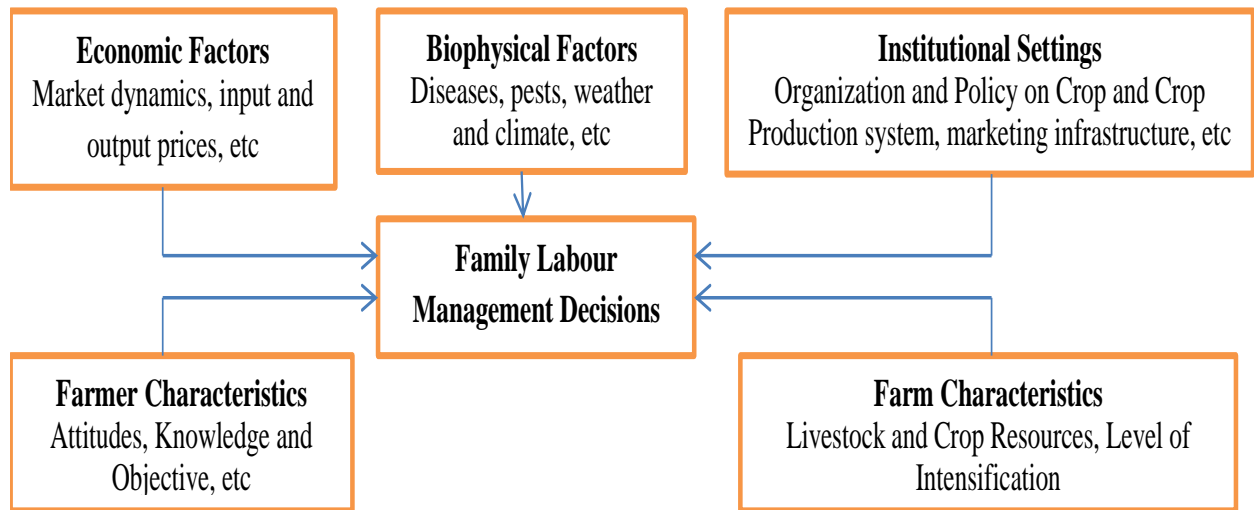 Economic Factors
Market dynamics, input and
output prices, etc
Biophysical Factors
Diseases, pests, weather
and climate, etc
Institutional Settings
Organization and Policy on Crop and Crop
Production system, marketing infrastructure, etc
Family Labour
Management Decisions
Farmer Characteristics
Attitudes, Knowledge and
Objective, etc
Farm Characteristics
Livestock and Crop Resources, Level of
Intensification